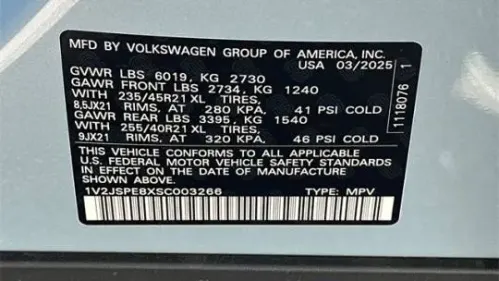 MFD BY VOLKSWAGEN GROUP OF AMERICA, INC.
USA 03/2025
GVWR LBS 6019, KG 2730
GAWR FRONT LBS 2734, KG 1240
WITH 235/45R21 XL TIRES,
8,5JX21 RIMS, AT 280 KPA, 41 PSI COLD
GAWR REAR LBS 3395, KG 1540
WITH 255/40R21 XL TIRES,
9JX21 RIMS, AT 320 KPA, 46 PSI COLD
THIS VEHICLE CONFORMS TO ALL APPLICABLE
U.S. FEDERAL MOTOR VEHICLE SAFETY STANDARDS
IN EFFECT ON THE DATE OF MANUFACTURE
SHOWN ABOVE.
1V2JSPE8XSC003266 TYPE: MPV
1118076 1